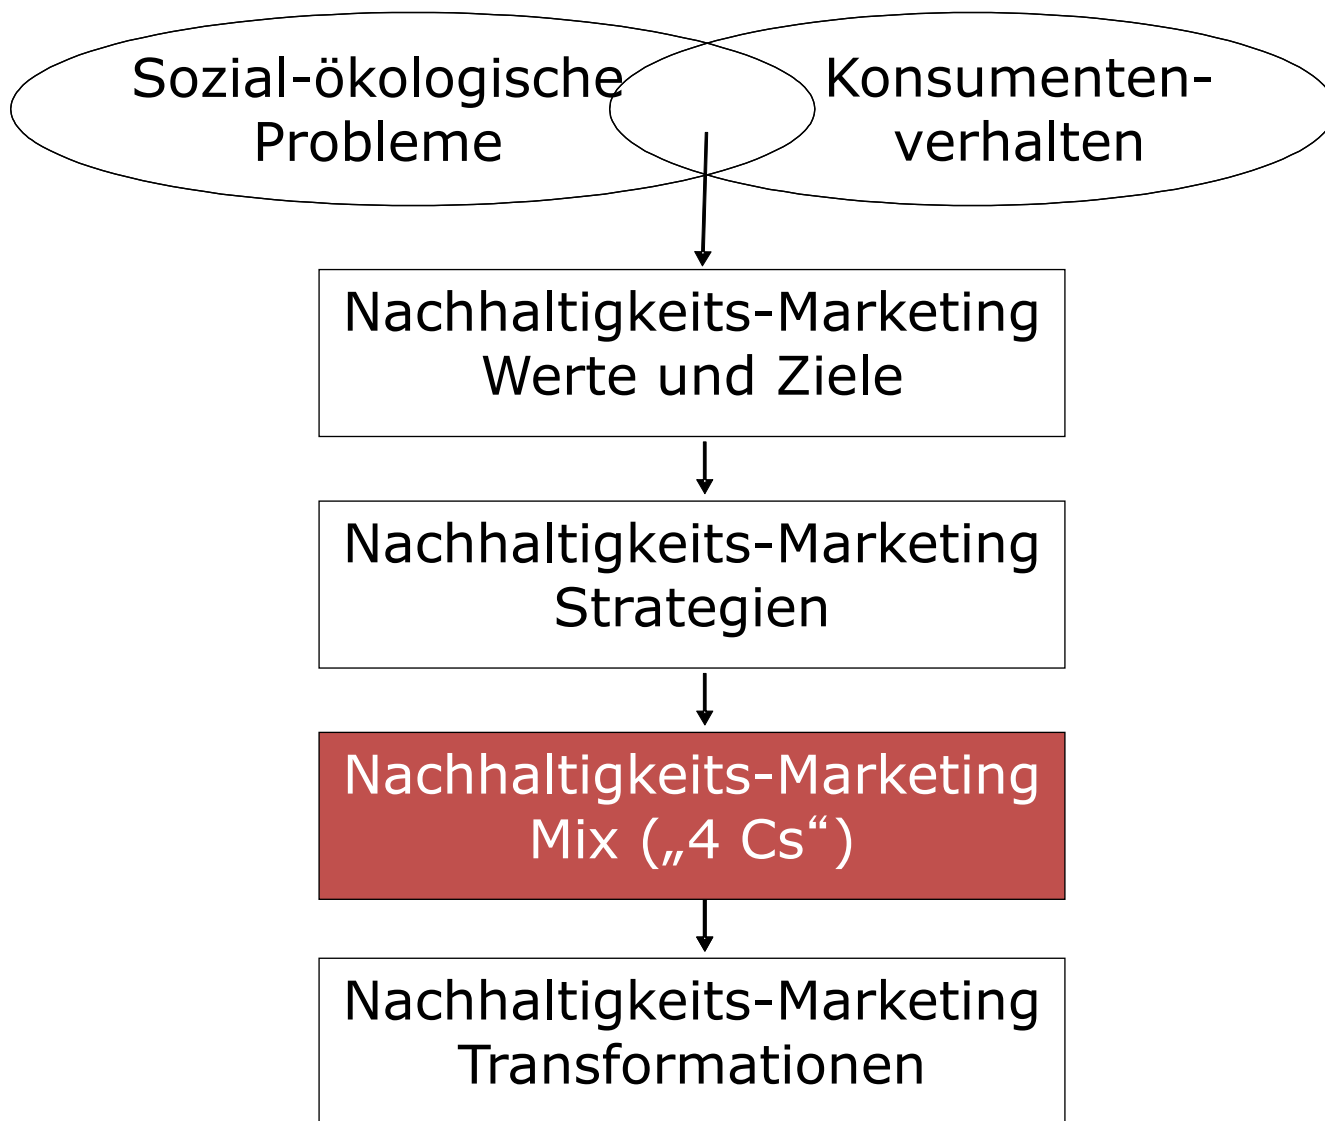 Sozial-ökologische
Probleme
Konsumenten-
verhalten
Nachhaltigkeits-Marketing
Werte und Ziele
Nachhaltigkeits-Marketing
Strategien
Nachhaltigkeits-Marketing
Mix („4 Cs“)
Nachhaltigkeits-Marketing
Transformationen